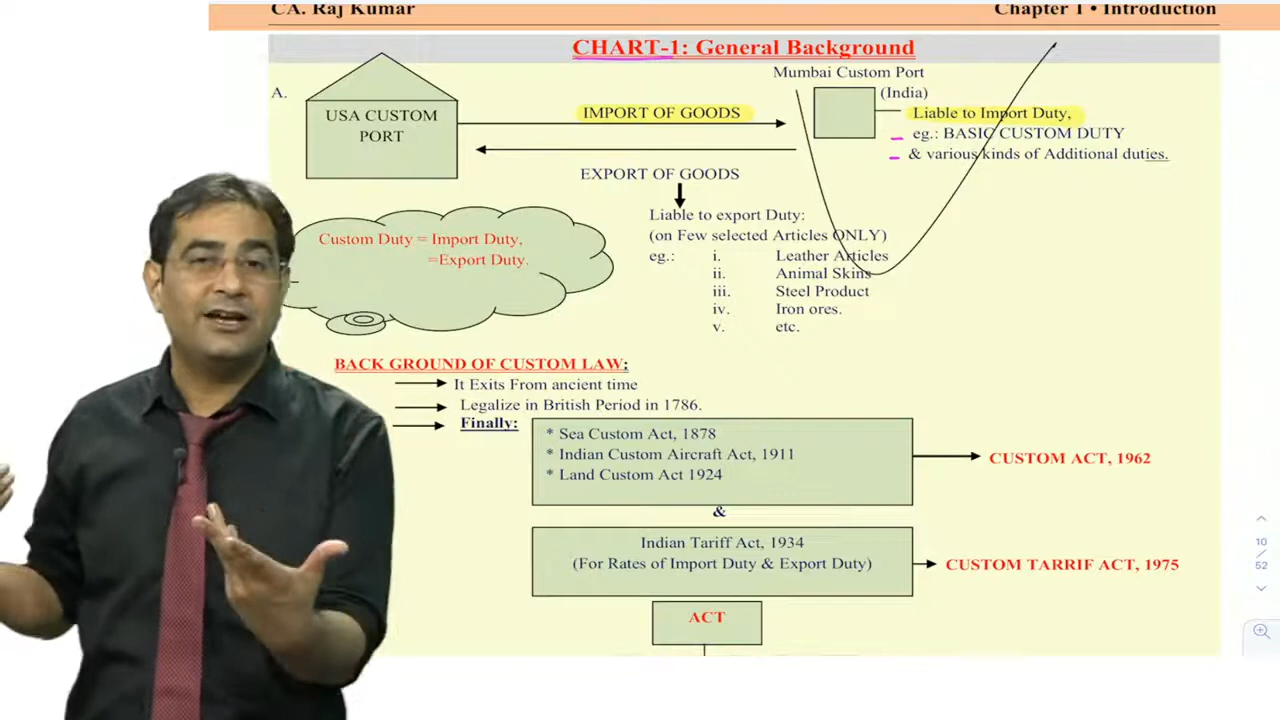 CA. Raj Kumar
Chapter 1 • Introduction
CHART-1: General Background
Mumbai Custom Port
(India)
A.
USA CUSTOM
PORT
IMPORT OF GOODS
Liable to Import Duty,
eg.: BASIC CUSTOM DUTY
& various kinds of Additional duties.
EXPORT OF GOODS
Liable to export Duty:
(on Few selected Articles ONLY)
eg.: i. Leather Articles
ii. Animal Skins
iii. Steel Product
iv. Iron ores.
v. etc.
Custom Duty = Import Duty,
=Export Duty.
BACK GROUND OF CUSTOM LAW:
It Exits From ancient time
Legalize in British Period in 1786.
Finally:
* Sea Custom Act, 1878
* Indian Custom Aircraft Act, 1911
* Land Custom Act 1924
CUSTOM ACT, 1962
&
Indian Tariff Act, 1934
(For Rates of Import Duty & Export Duty)
CUSTOM TARRIF ACT, 1975
ACT
10
/
52